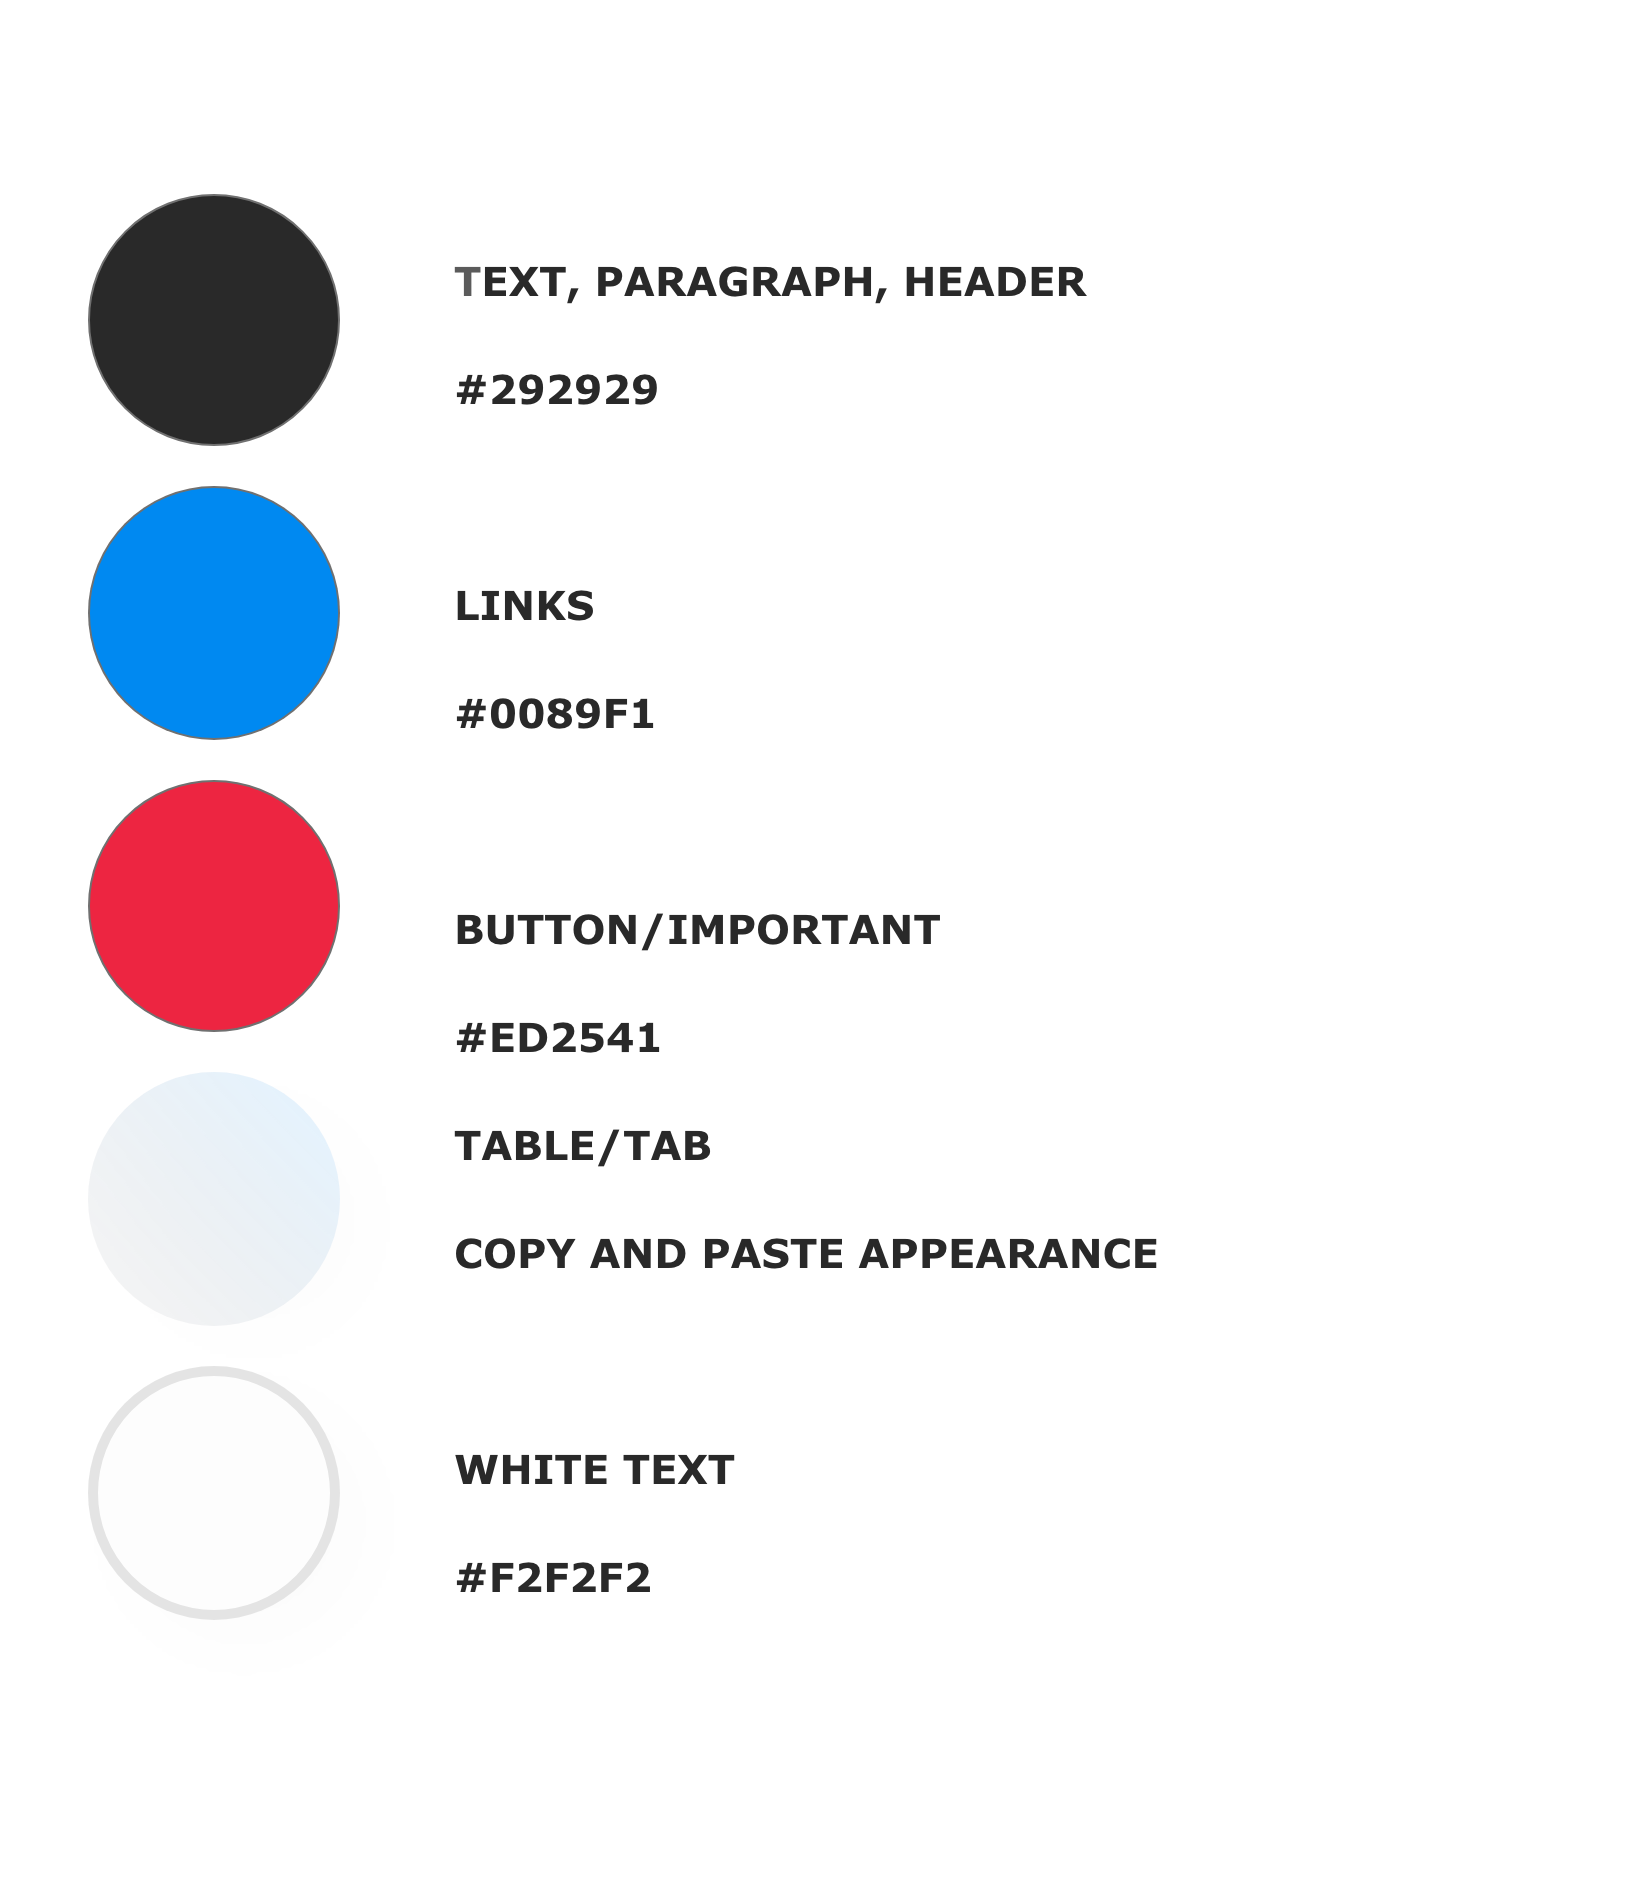 TEXT, PARAGRAPH, HEADER
#292929
LINKS
#0089F1
BUTTON/IMPORTANT
#ED2541
TABLE/TAB
COPY AND PASTE APPEARANCE
WHITE TEXT
#F2F2F2